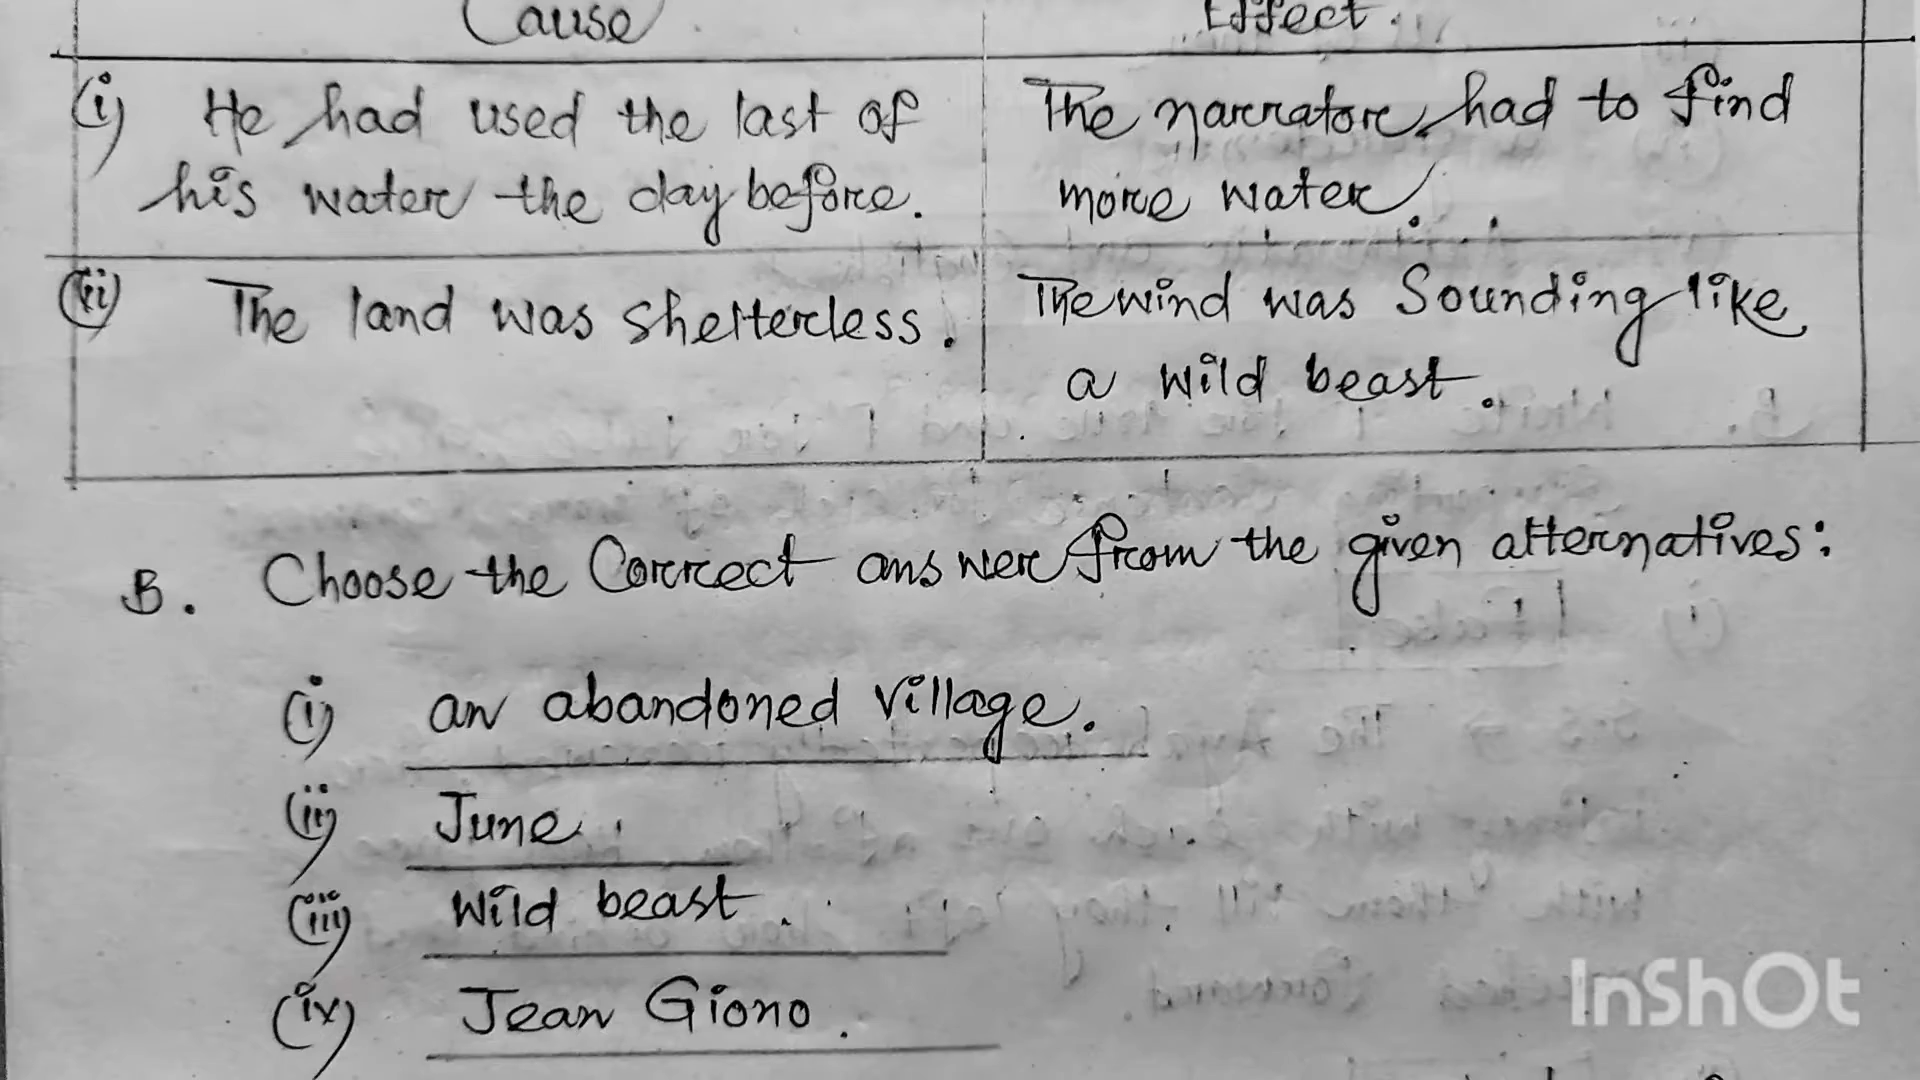 Cause Effect.
(i) He had used the last of The narrator had to find
his water the day before. more water.
(ii) The land was shelterless. The wind was Sounding like
a wild beast.
B. Choose the Correct answer from the given alternatives:
(i) an abandoned village.
(ii) June.
(iii) Wild beast.
(iv) Jean Giono.
InShOt